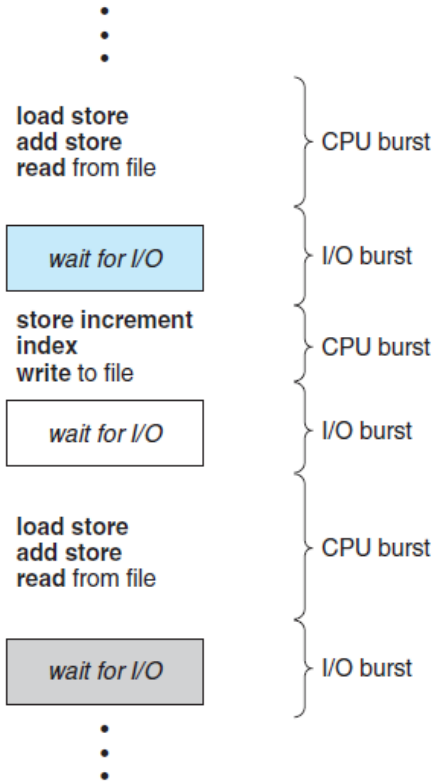 load store
add store
read from file
CPU burst
wait for I/O
I/O burst
store increment
index
write to file
CPU burst
wait for I/O
I/O burst
load store
add store
read from file
CPU burst
wait for I/O
I/O burst